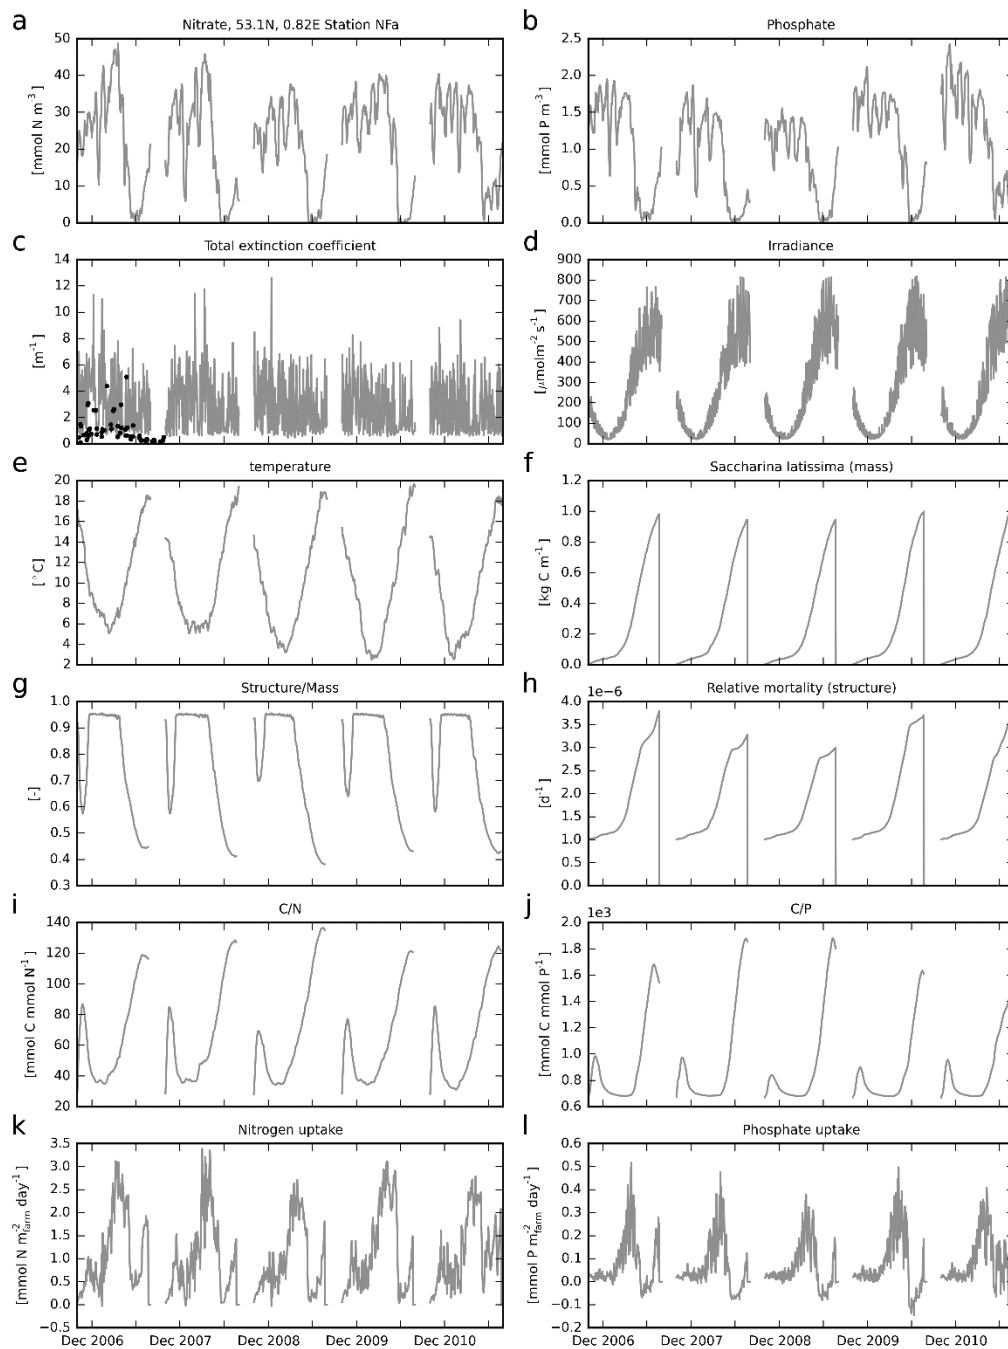 a
Nitrate, 53.1N, 0.82E Station NFa
50
40
30
20
10
0
[mmol N m-3]
b
Phosphate
2.5
2.0
1.5
1.0
0.5
0.0
[mmol P m-3]
c
Total extinction coefficient
14
12
10
8
6
4
2
0
[m-1]
d
Irradiance
900
800
700
600
500
400
300
200
100
0
[μmolm-2 s-1]
e
temperature
20
18
16
14
12
10
8
6
4
2
[°C]
f
Saccharina latissima (mass)
1.2
1.0
0.8
0.6
0.4
0.2
0.0
[kg C m-1]
g
Structure/Mass
1.0
0.9
0.8
0.7
0.6
0.5
0.4
0.3
[-]
h
Relative mortality (structure)
1e−6
4.0
3.5
3.0
2.5
2.0
1.5
1.0
0.5
0.0
[d-1]
i
C/N
140
120
100
80
60
40
20
[mmol C mmol N-1]
j
C/P
1e3
2.0
1.8
1.6
1.4
1.2
1.0
0.8
0.6
[mmol C mmol P-1]
k
Nitrogen uptake
3.5
3.0
2.5
2.0
1.5
1.0
0.5
0.0
−0.5
[mmol N m-2farm day-1]
Dec 2006 Dec 2007 Dec 2008 Dec 2009 Dec 2010
l
Phosphate uptake
0.6
0.5
0.4
0.3
0.2
0.1
0.0
−0.1
−0.2
[mmol P m-2farm day-1]
Dec 2006 Dec 2007 Dec 2008 Dec 2009 Dec 2010